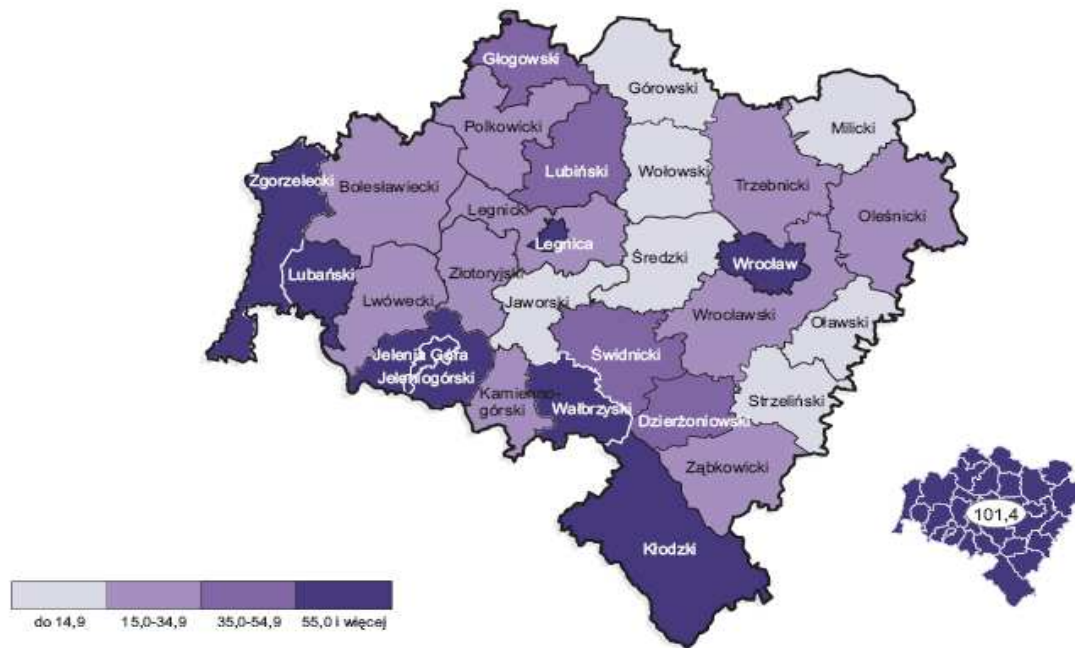 Głogowski
Górowski
Milicki
Polkowicki
Lubiński
Wołowski
Trzebnicki
Zgorzelecki
Bolesławiecki
Oleśnicki
Legnicki
Legnica
Lubański
Złotoryjski
Średzki
Wrocław
Lwówecki
Jaworski
Wrocławski
Oławski
Jelenia Góra
Świdnicki
Jeleniogórski
Kamienno-
górski
Wałbrzyski
Strzeliński
Dzierżoniowski
Ząbkowicki
101,4
Kłodzki
do 14,9
15,0-34,9
35,0-54,9
55,0 i więcej